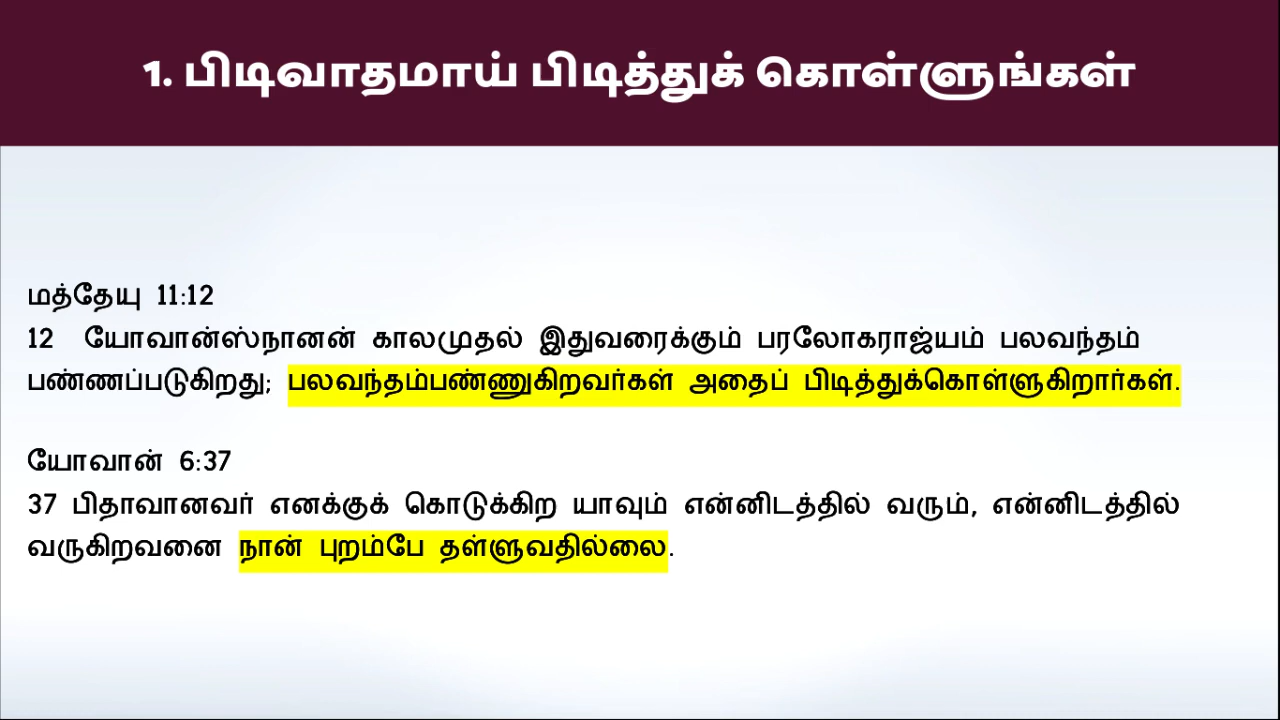 1. பிடிவாதமாய் பிடித்துக் கொள்ளுங்கள்
மத்தேயு 11:12
12 யோவான்ஸ்நானன் காலமுதல் இதுவரைக்கும் பரலோகராஜ்யம் பலவந்தம்
பண்ணப்படுகிறது; பலவந்தம்பண்ணுகிறவர்கள் அதைப் பிடித்துக்கொள்ளுகிறார்கள்.
யோவான் 6:37
37 பிதாவானவர் எனக்குக் கொடுக்கிற யாவும் என்னிடத்தில் வரும், என்னிடத்தில்
வருகிறவனை நான் புறம்பே தள்ளுவதில்லை.